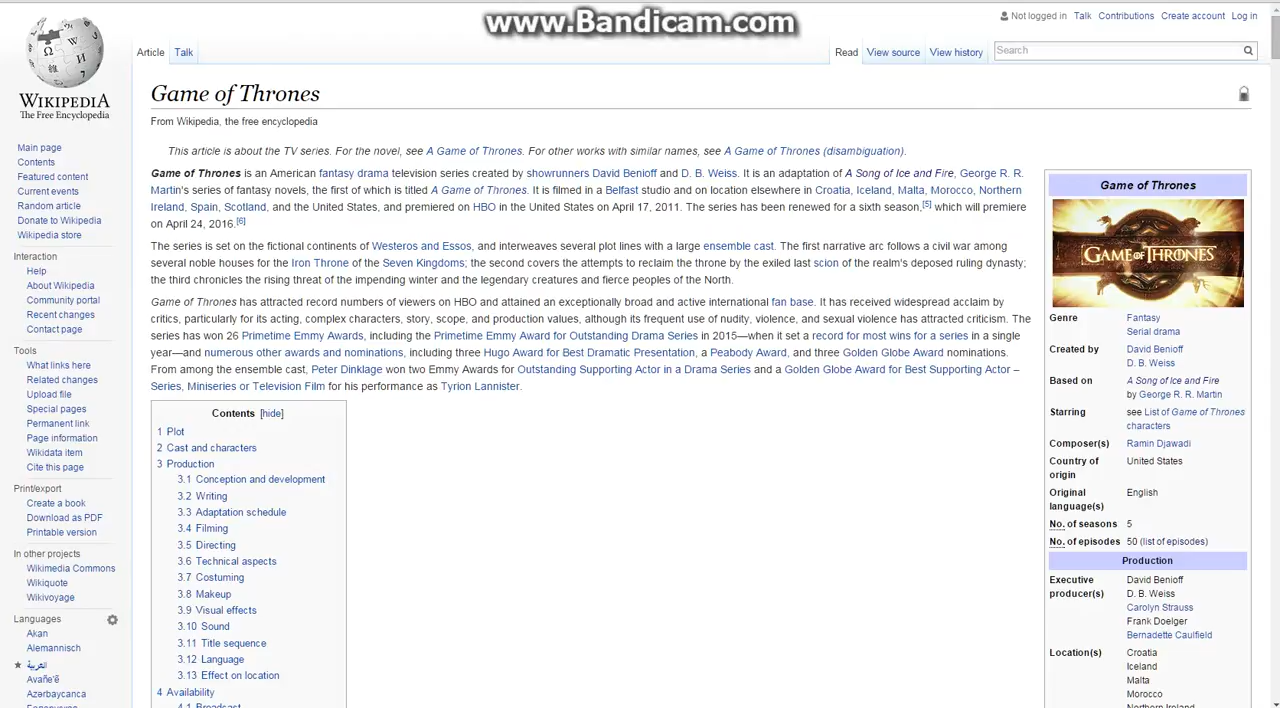 www.Bandicam.com
Not logged in Talk Contributions Create account Log in
Article Talk
Read View source View history Search
WIKIPEDIA
The Free Encyclopedia
Main page
Contents
Featured content
Current events
Random article
Donate to Wikipedia
Wikipedia store
Interaction
Help
About Wikipedia
Community portal
Recent changes
Contact page
Tools
What links here
Related changes
Upload file
Special pages
Permanent link
Page information
Wikidata item
Cite this page
Print/export
Create a book
Download as PDF
Printable version
In other projects
Wikimedia Commons
Wikiquote
Wikivoyage
Languages
Akan
Alemannisch
العربية
Авар
Azərbaycanca
Game of Thrones
From Wikipedia, the free encyclopedia
This article is about the TV series. For the novel, see A Game of Thrones. For other works with similar names, see A Game of Thrones (disambiguation).
Game of Thrones is an American fantasy drama television series created by showrunners David Benioff and D. B. Weiss. It is an adaptation of A Song of Ice and Fire, George R. R.
Martin's series of fantasy novels, the first of which is titled A Game of Thrones. It is filmed in a Belfast studio and on location elsewhere in Croatia, Iceland, Malta, Morocco, Northern
Ireland, Spain, Scotland, and the United States, and premiered on HBO in the United States on April 17, 2011. The series has been renewed for a sixth season,[5] which will premiere
on April 24, 2016.[6]
The series is set on the fictional continents of Westeros and Essos, and interweaves several plot lines with a large ensemble cast. The first narrative arc follows a civil war among
several noble houses for the Iron Throne of the Seven Kingdoms; the second covers the attempts to reclaim the throne by the exiled last scion of the realm's deposed ruling dynasty;
the third chronicles the rising threat of the impending winter and the legendary creatures and fierce peoples of the North.
Game of Thrones has attracted record numbers of viewers on HBO and attained an exceptionally broad and active international fan base. It has received widespread acclaim by
critics, particularly for its acting, complex characters, story, scope, and production values, although its frequent use of nudity, violence, and sexual violence has attracted criticism. The
series has won 26 Primetime Emmy Awards, including the Primetime Emmy Award for Outstanding Drama Series in 2015—when it set a record for most wins for a series in a single
year—and numerous other awards and nominations, including three Hugo Award for Best Dramatic Presentation, a Peabody Award, and three Golden Globe Award nominations.
From among the ensemble cast, Peter Dinklage won two Emmy Awards for Outstanding Supporting Actor in a Drama Series and a Golden Globe Award for Best Supporting Actor –
Series, Miniseries or Television Film for his performance as Tyrion Lannister.
Contents [hide]
1 Plot
2 Cast and characters
3 Production
3.1 Conception and development
3.2 Writing
3.3 Adaptation schedule
3.4 Filming
3.5 Directing
3.6 Technical aspects
3.7 Costuming
3.8 Makeup
3.9 Visual effects
3.10 Sound
3.11 Title sequence
3.12 Language
3.13 Effect on location
4 Availability
4.1 Broadcast
Game of Thrones
GAME OF THRONES
Genre Fantasy
Serial drama
Created by David Benioff
D. B. Weiss
Based on A Song of Ice and Fire
by George R. R. Martin
Starring see List of Game of Thrones
characters
Composer(s) Ramin Djawadi
Country of United States
origin
Original English
language(s)
No. of seasons 5
No. of episodes 50 (list of episodes)
Production
Executive David Benioff
producer(s) D. B. Weiss
Carolyn Strauss
Frank Doelger
Bernadette Caulfield
Location(s) Croatia
Iceland
Malta
Morocco
Northern Ireland